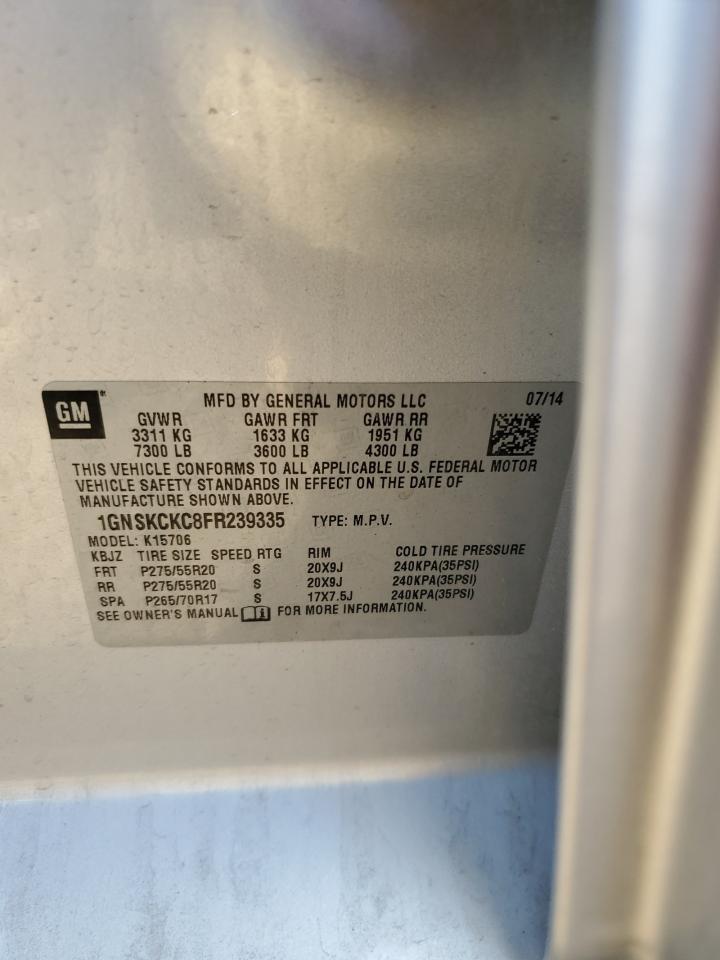 GM
MFD BY GENERAL MOTORS LLC 07/14
GVWR GAWR FRT GAWR RR
3311 KG 1633 KG 1951 KG
7300 LB 3600 LB 4300 LB
THIS VEHICLE CONFORMS TO ALL APPLICABLE U.S. FEDERAL MOTOR
VEHICLE SAFETY STANDARDS IN EFFECT ON THE DATE OF
MANUFACTURE SHOWN ABOVE.
1GNSKCKC8FR239335 TYPE: M.P.V.
MODEL: K15706
KBJZ TIRE SIZE SPEED RTG RIM COLD TIRE PRESSURE
FRT P275/55R20 S 20X9J 240KPA(35PSI)
RR P275/55R20 S 20X9J 240KPA(35PSI)
SPA P265/70R17 S 17X7.5J 240KPA(35PSI)
SEE OWNER'S MANUAL FOR MORE INFORMATION.